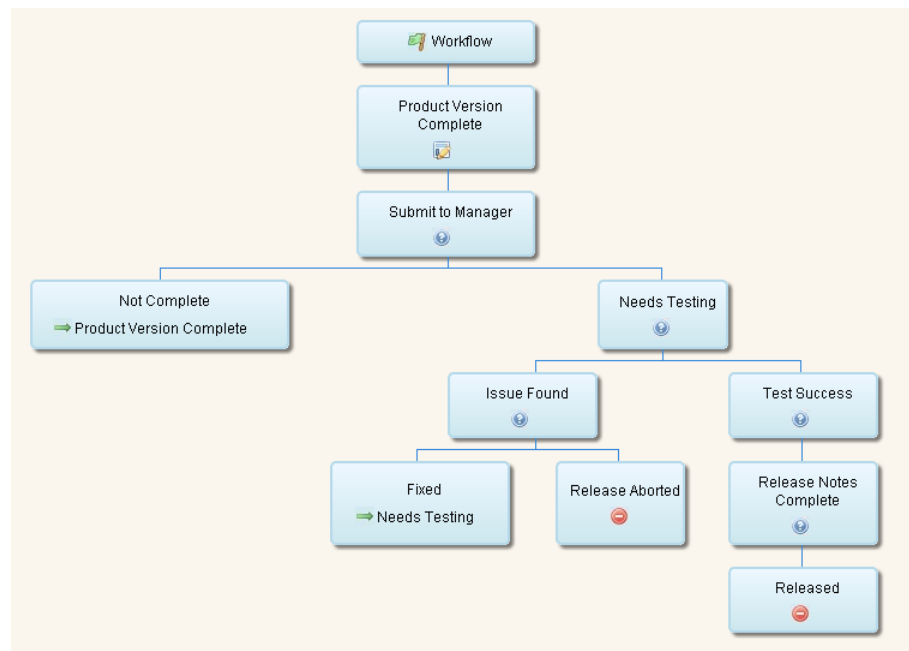 Workflow
Product Version
Complete
Submit to Manager
Not Complete
Product Version Complete
Needs Testing
Issue Found
Test Success
Fixed
Needs Testing
Release Aborted
Release Notes
Complete
Released